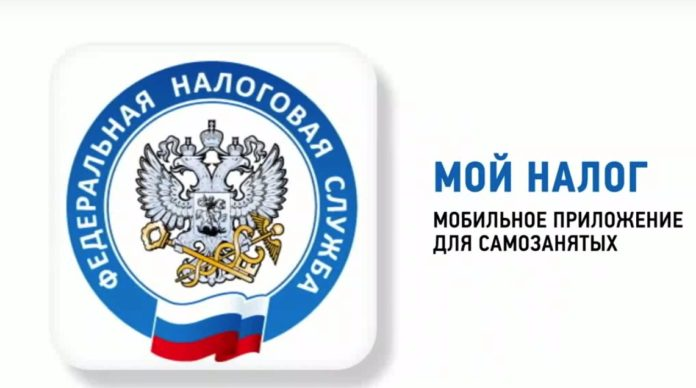 ФЕДЕРАЛЬНАЯ НАЛОГОВАЯ СЛУЖБА
МОЙ НАЛОГ
МОБИЛЬНОЕ ПРИЛОЖЕНИЕ
ДЛЯ САМОЗАНЯТЫХ